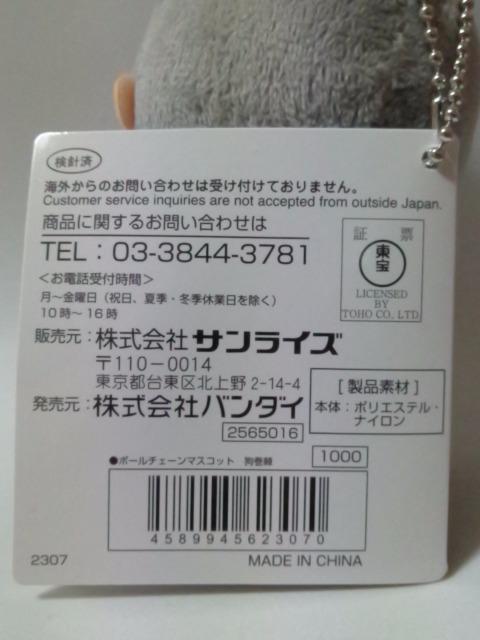 検針済
海外からのお問い合わせは受け付けておりません。
Customer service inquiries are not accepted from outside Japan.
商品に関するお問い合わせは
TEL : 03-3844-3781
＜お電話受付時間＞
月～金曜日（祝日、夏季・冬季休業日を除く）
10時～16時
証 票
東宝
LICENSED
BY
TOHO CO., LTD.
販売元：株式会社サンライズ
〒110-0014
東京都台東区北上野2-14-4
発売元：株式会社バンダイ
2565016
［製品素材］
本体：ポリエステル・
ナイロン
●ボールチェーンマスコット 狗巻棘
1000
4589945623070
2307
MADE IN CHINA